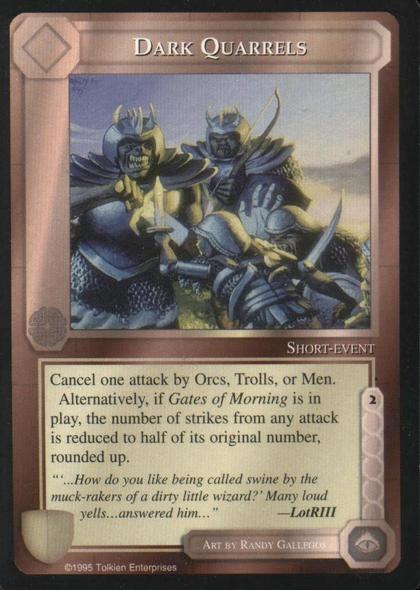 DARK QUARRELS
SHORT-EVENT
Cancel one attack by Orcs, Trolls, or Men.
Alternatively, if Gates of Morning is in
play, the number of strikes from any attack
is reduced to half of its original number,
rounded up.
2
“‘...How do you like being called swine by the
muck-rakers of a dirty little wizard?’ Many loud
yells…answered him…” —LotRIII
ART BY RANDY GALLEGOS
©1995 Tolkien Enterprises